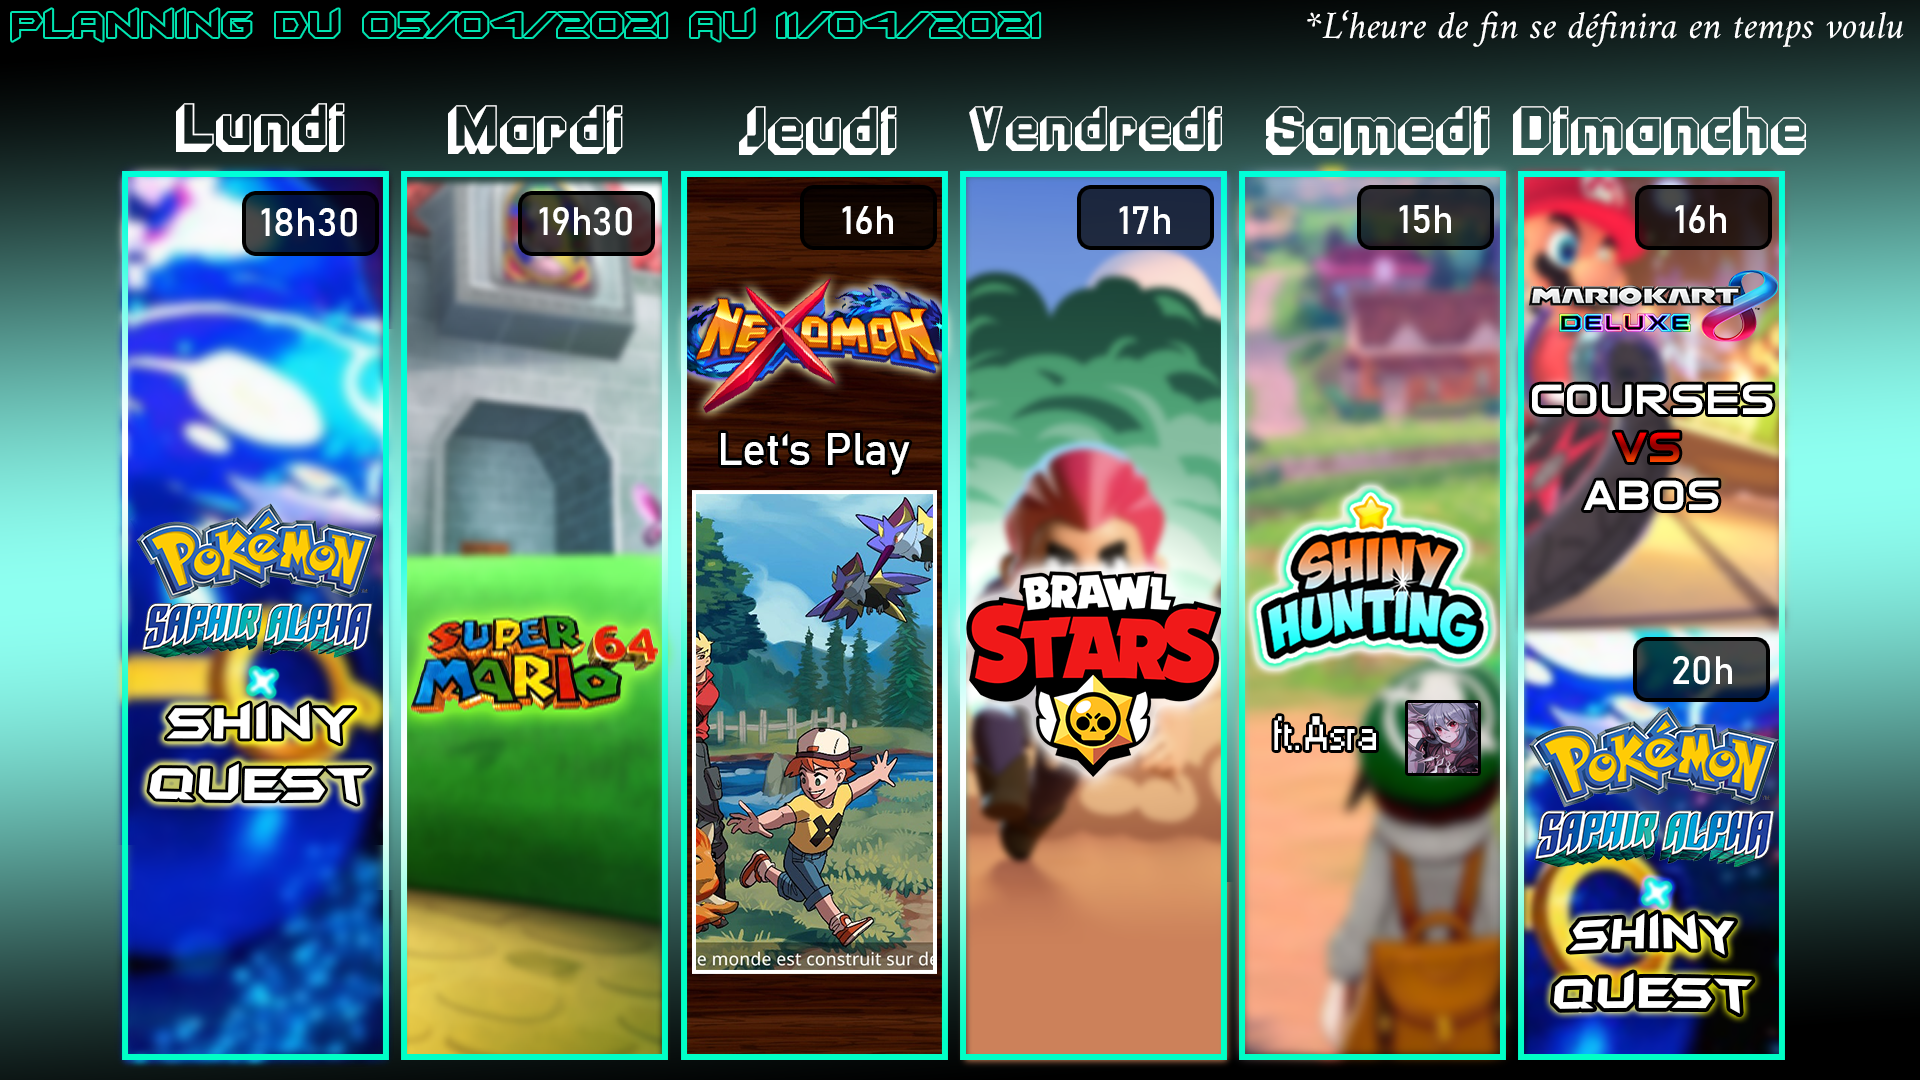 PLANNING DU 05/04/2021 AU 11/04/2021
*L'heure de fin se définira en temps voulu
Lundi
18h30
POKÉMON
SAPHIR ALPHA
x
SHINY
QUEST
Mardi
19h30
SUPER
MARIO 64
Jeudi
16h
NEXOMON
Let's Play
e monde est construit sur de
Vendredi
17h
BRAWL
STARS
Samedi
15h
SHINY
HUNTING
ft.Asra
Dimanche
16h
MARIOKART 8
DELUXE
COURSES
VS
ABOS
20h
POKÉMON
SAPHIR ALPHA
x
SHINY
QUEST